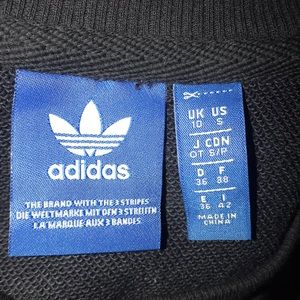 adidas
THE BRAND WITH THE 3 STRIPES
DIE WELTMARKE MIT DEN 3 STREIFEN
LA MARQUE AUX 3 BANDES
UK US
10 S
J CDN
OT S/P
D F
36 88
E I
36 42
MADE IN
CHINA